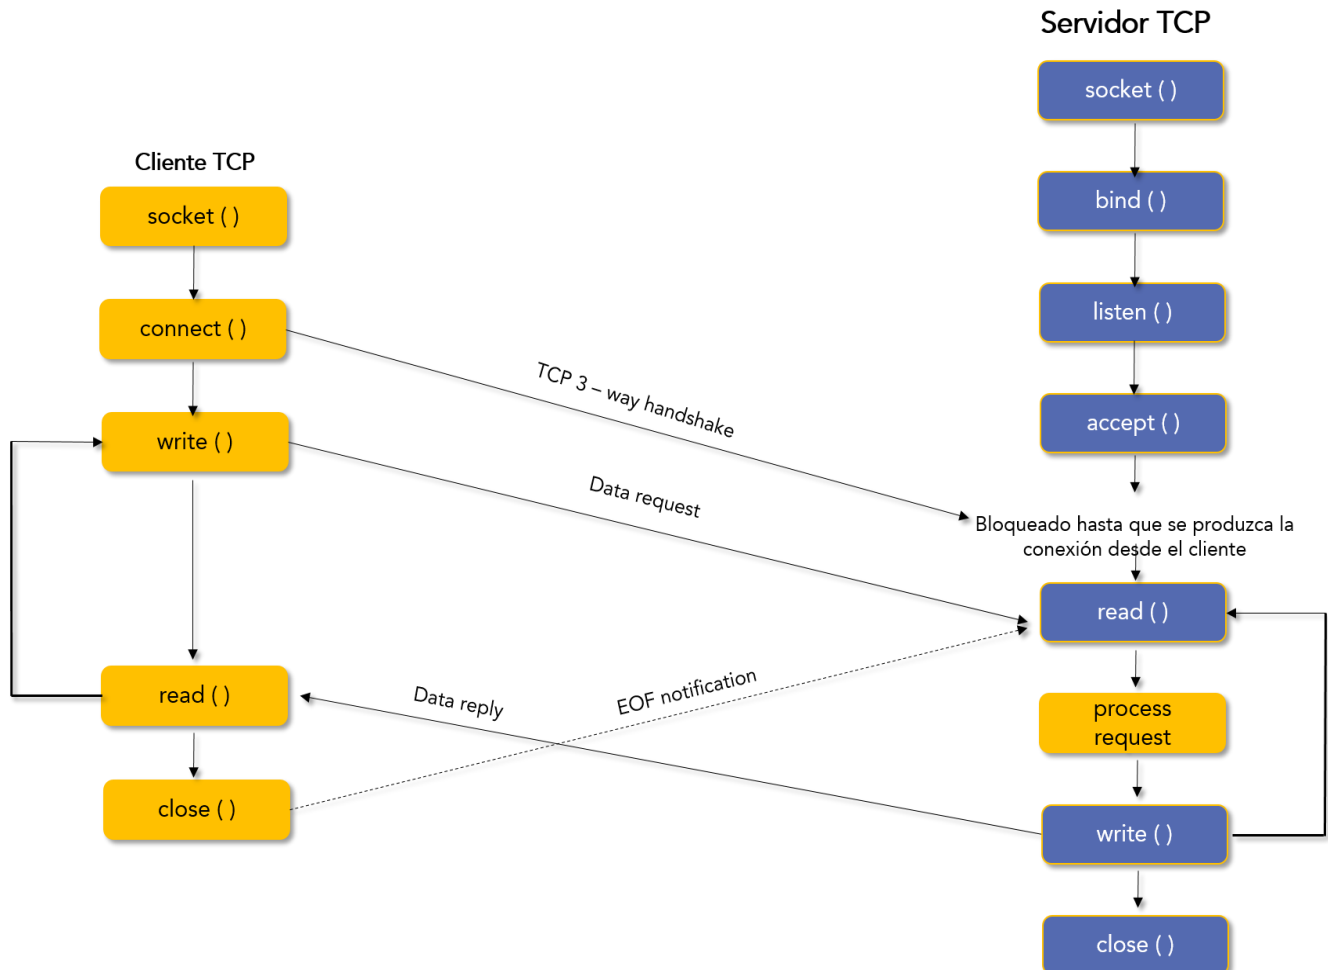 Servidor TCP
socket ( )
bind ( )
listen ( )
accept ( )
Bloqueado hasta que se produzca la
conexión desde el cliente
read ( )
process
request
write ( )
close ( )
Cliente TCP
socket ( )
connect ( )
write ( )
read ( )
close ( )
TCP 3 – way handshake
Data request
Data reply
EOF notification